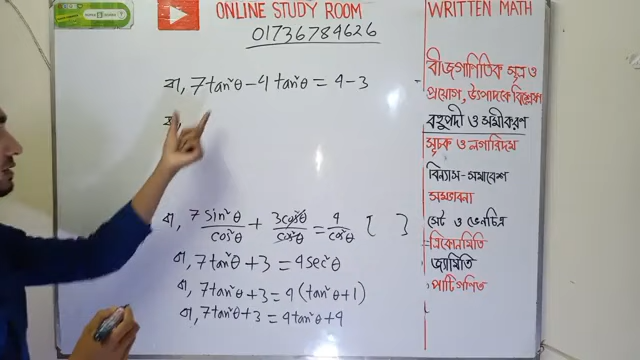 ONLINE STUDY ROOM
01736784626
বা, 7tan²θ - 4tan²θ = 4 - 3
বা, 7sin²θ/cos²θ + 3cos²θ/cos²θ = 4/cos²θ [ ]
বা, 7tan²θ + 3 = 4sec²θ
বা, 7tan²θ + 3 = 4(tan²θ + 1)
বা, 7tan²θ + 3 = 4tan²θ + 4
WRITTEN MATH
বীজগাণিতিক সূত্র ও
প্রয়োগ, উৎপাদকে বিশ্লেষণ
বহুপদী ও সমীকরণ
সূচক ও লগারিদম
বিন্যাস-সমাবেশ
সম্ভাবনা
সেট ও ভেনচিত্র
ত্রিকোনমিতি
জ্যামিতি
পাটিগণিত